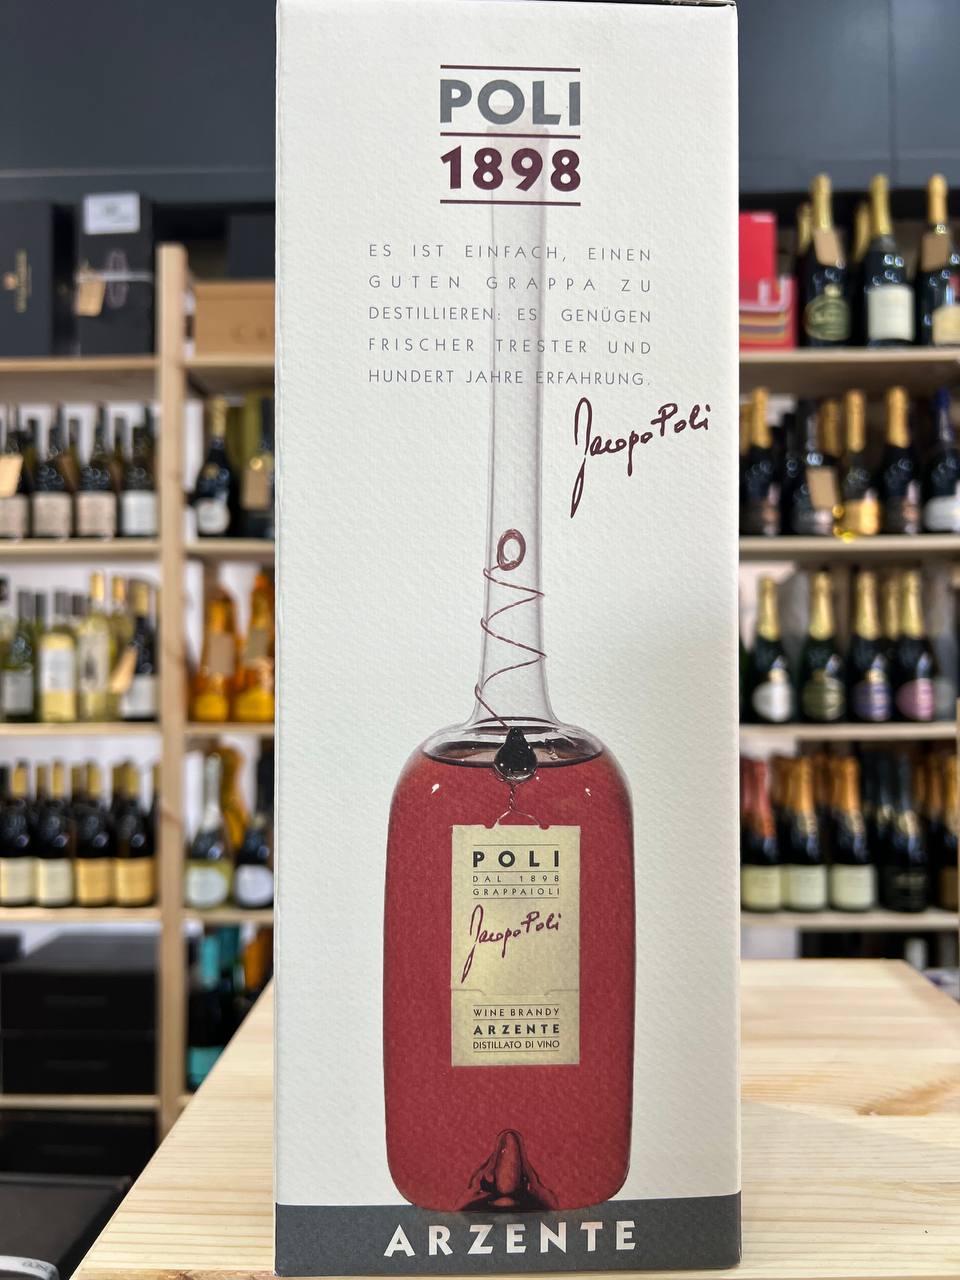 POLI
1898
ES IST EINFACH, EINEN
GUTEN GRAPPA ZU
DESTILLIEREN: ES GENÜGEN
FRISCHER TRESTER UND
HUNDERT JAHRE ERFAHRUNG.
Jacopo Poli
POLI
DAL 1898
GRAPPAIOLI
Jacopo Poli
WINE BRANDY
ARZENTE
DISTILLATO DI VINO
ARZENTE